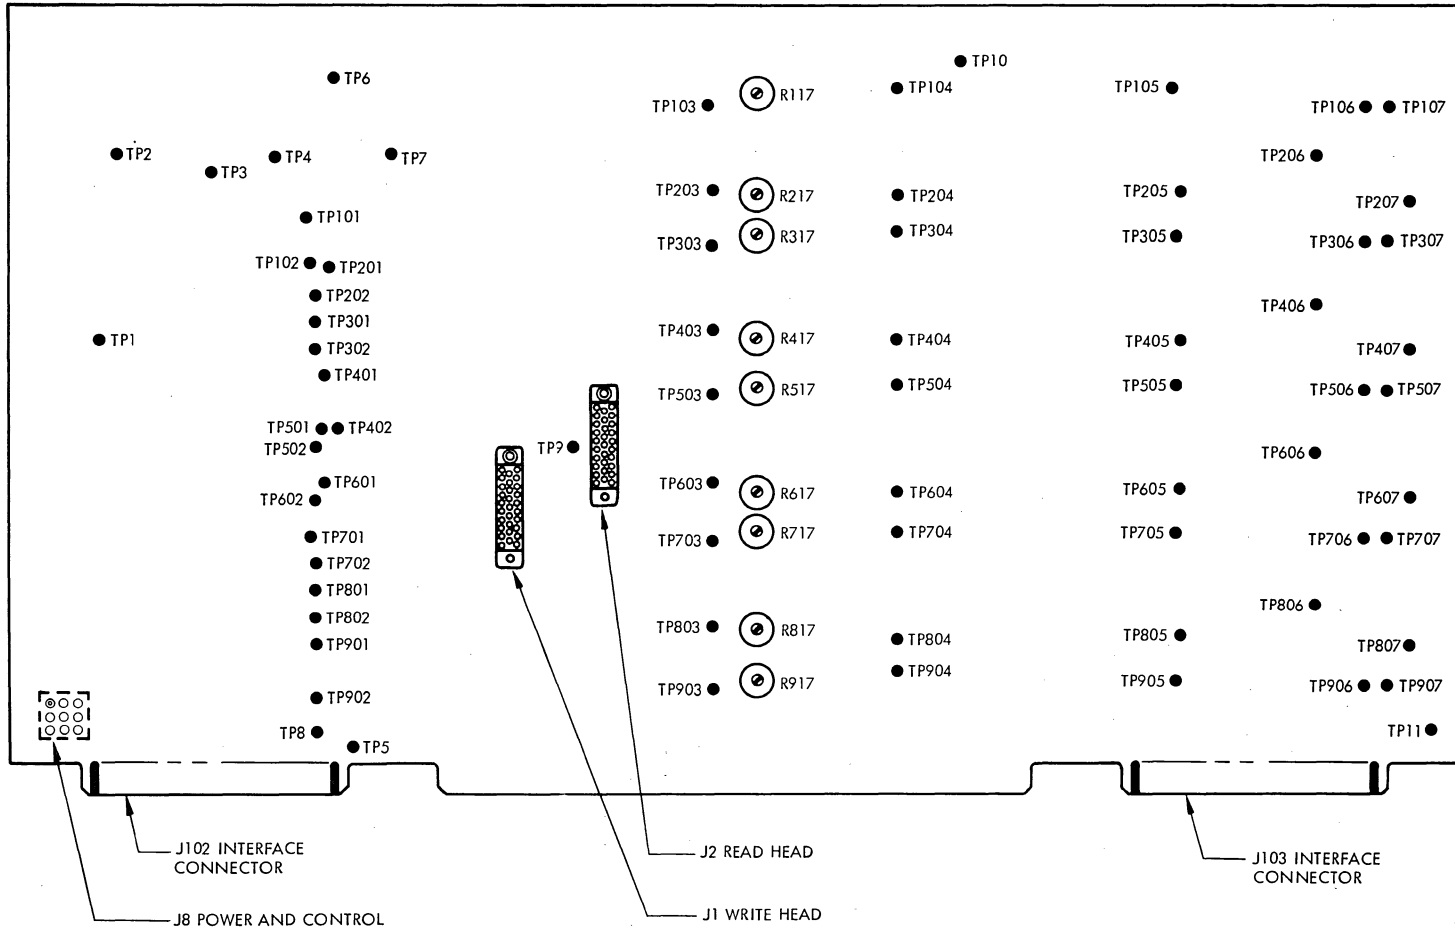 TP10
TP6
TP103
R117
TP104
TP105
TP106
TP107
TP2
TP3
TP4
TP7
TP206
TP203
R217
TP204
TP205
TP207
TP101
TP303
R317
TP304
TP305
TP306
TP307
TP102
TP201
TP202
TP301
TP302
TP401
TP1
TP406
TP403
R417
TP404
TP405
TP407
TP503
R517
TP504
TP505
TP506
TP507
TP501
TP402
TP502
TP9
TP606
TP601
TP602
TP603
R617
TP604
TP605
TP607
TP701
TP703
R717
TP704
TP705
TP706
TP707
TP702
TP801
TP802
TP901
TP806
TP803
R817
TP804
TP805
TP807
TP903
R917
TP904
TP905
TP906
TP907
TP902
TP8
TP5
TP11
J102 INTERFACE
CONNECTOR
J2 READ HEAD
J103 INTERFACE
CONNECTOR
J8 POWER AND CONTROL
J1 WRITE HEAD